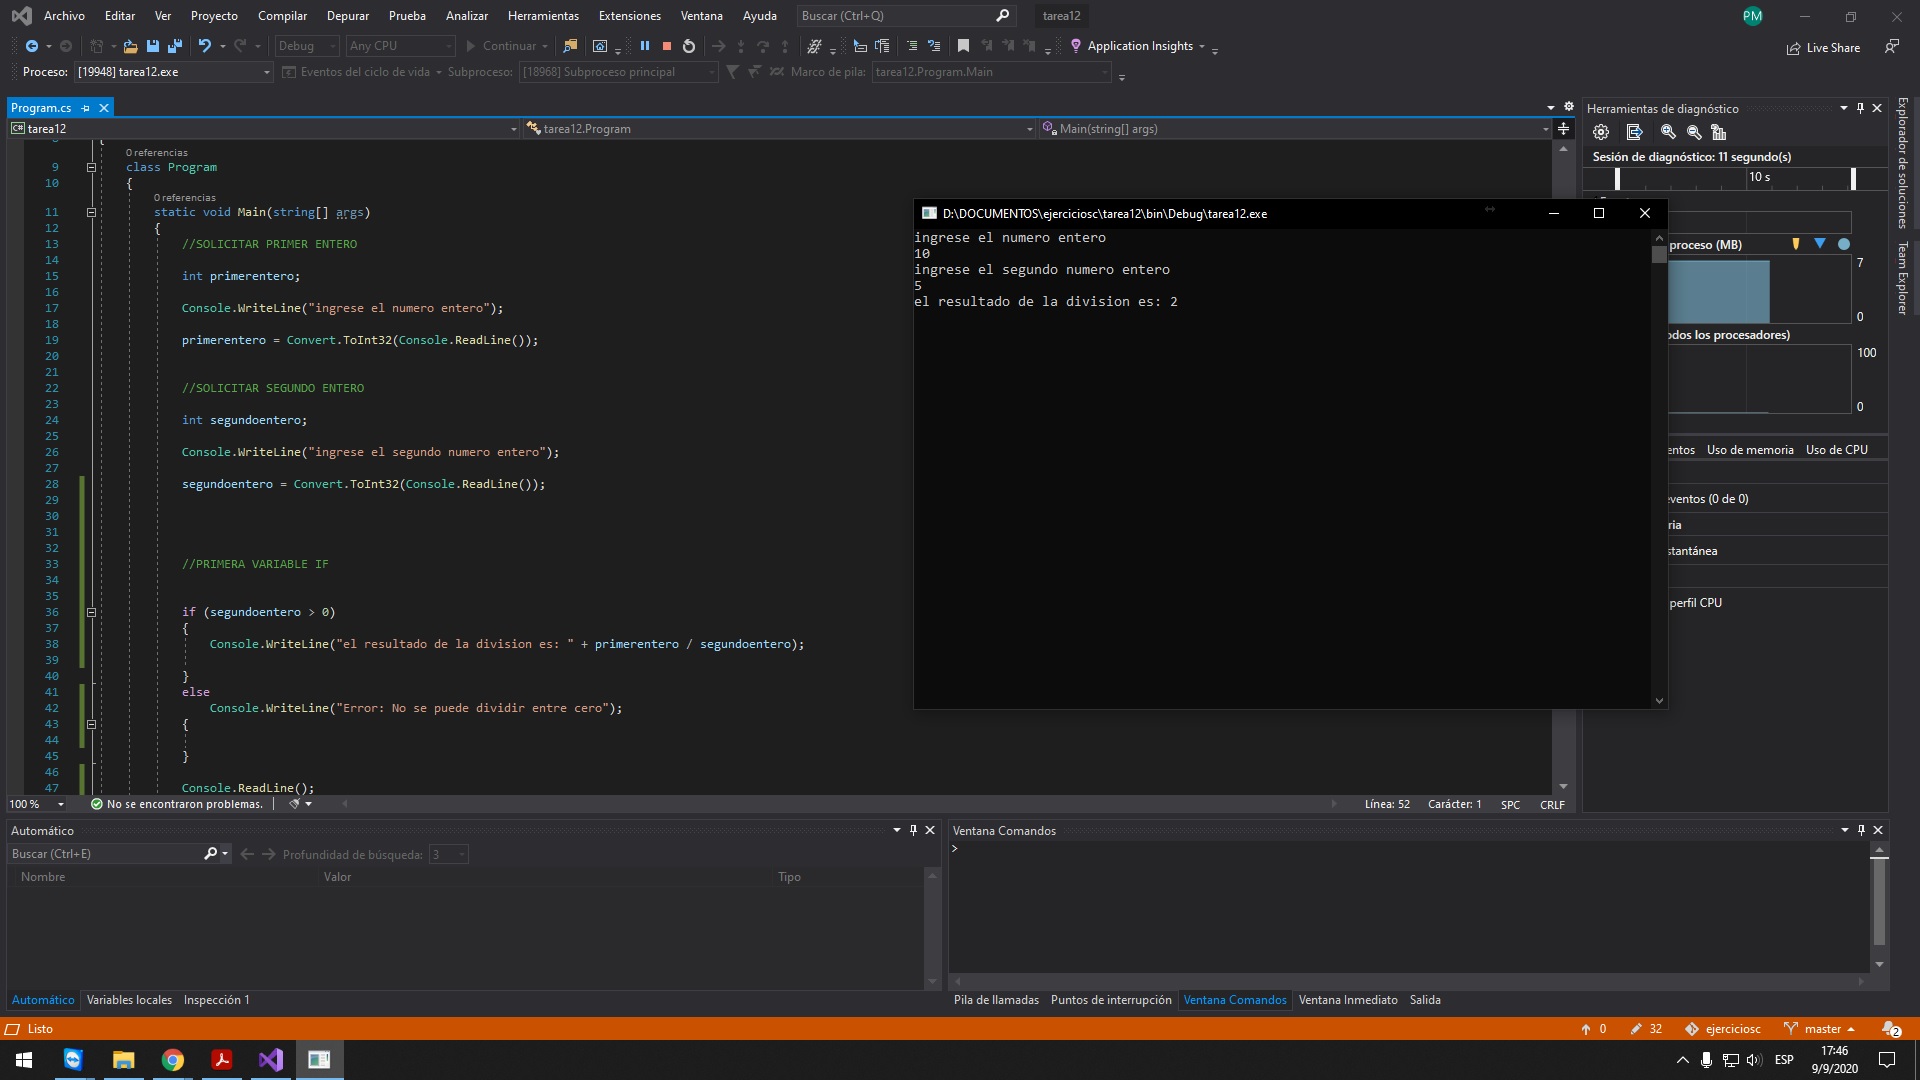 Archivo Editar Ver Proyecto Compilar Depurar Prueba Analizar Herramientas Extensiones Ventana Ayuda Buscar (Ctrl+Q) tarea12 PM
Debug Any CPU Continuar Application Insights Live Share
Proceso: [19948] tarea12.exe Eventos del ciclo de vida Subproceso: [18968] Subproceso principal Marco de pila: tarea12.Program.Main
Program.cs
C# tarea12 tarea12.Program Main(string[] args)
0 referencias
9 class Program
10 {
0 referencias
11 static void Main(string[] args)
12 {
13 //SOLICITAR PRIMER ENTERO
14
15 int primerentero;
16
17 Console.WriteLine("ingrese el numero entero");
18
19 primerentero = Convert.ToInt32(Console.ReadLine());
20
21
22 //SOLICITAR SEGUNDO ENTERO
23
24 int segundoentero;
25
26 Console.WriteLine("ingrese el segundo numero entero");
27
28 segundoentero = Convert.ToInt32(Console.ReadLine());
29
30
31
32
33 //PRIMERA VARIABLE IF
34
35
36 if (segundoentero > 0)
37 {
38 Console.WriteLine("el resultado de la division es: " + primerentero / segundoentero);
39
40 }
41 else
42 Console.WriteLine("Error: No se puede dividir entre cero");
43 {
44
45 }
46
47 Console.ReadLine();
100 % No se encontraron problemas. Línea: 52 Carácter: 1 SPC CRLF
D:\DOCUMENTOS\ejerciciosc\tarea12\bin\Debug\tarea12.exe
ingrese el numero entero
10
ingrese el segundo numero entero
5
el resultado de la division es: 2
Herramientas de diagnóstico
Sesión de diagnóstico: 11 segundo(s)
10 s
proceso (MB)
7
0
odos los procesadores)
100
0
entos Uso de memoria Uso de CPU
eventos (0 de 0)
ria
stantánea
perfil CPU
Explorador de soluciones
Team Explorer
Automático
Buscar (Ctrl+E) Profundidad de búsqueda: 3
Nombre Valor Tipo
Automático Variables locales Inspección 1
Ventana Comandos
>
Pila de llamadas Puntos de interrupción Ventana Comandos Ventana Inmediato Salida
Listo 0 32 ejerciciosc master 2
ESP 17:46
9/9/2020